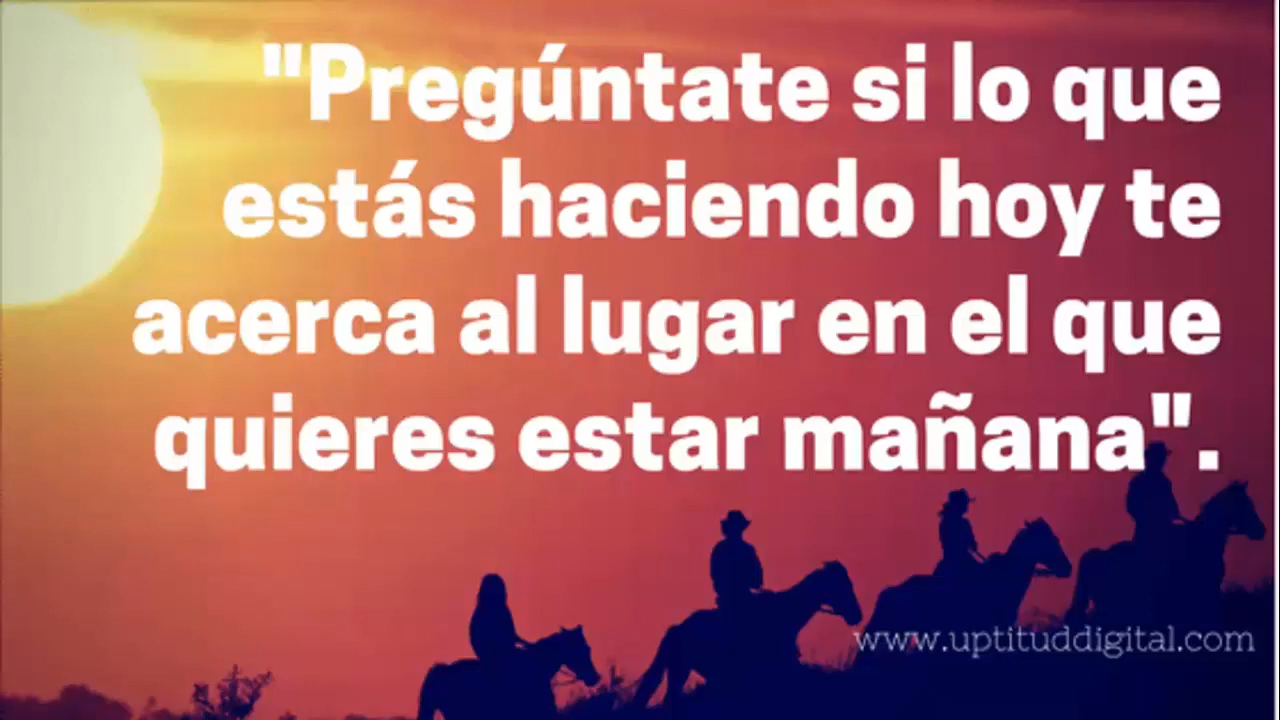 "Pregúntate si lo que
estás haciendo hoy te
acerca al lugar en el que
quieres estar mañana".
www.uptituddigital.com